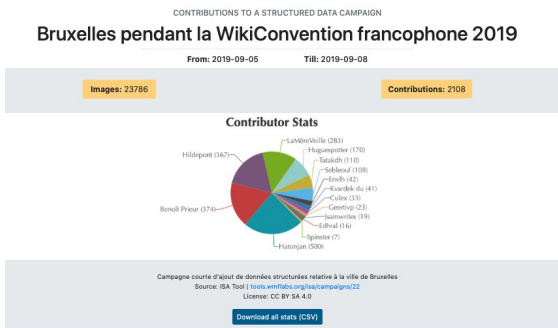 CONTRIBUTIONS TO A STRUCTURED DATA CAMPAIGN
Bruxelles pendant la WikiConvention francophone 2019
From: 2019-09-05 Till: 2019-09-08
Images: 23786 Contributions: 2108
Contributor Stats
LaMèreVeille (283)
Huguespotter (170)
Hildepont (367)
Tatakdh (110)
Sebleouf (108)
Envlh (42)
Kvardek du (41)
Culex (33)
Benoît Prieur (374)
Geertivp (23)
Jsamwrites (19)
Edhral (16)
Spinster (7)
Hatonjan (500)
Campagne courte d'ajout de données structurées relative à la ville de Bruxelles
Source: ISA Tool | tools.wmflabs.org/isa/campaigns/22
License: CC BY SA 4.0
Download all stats (CSV)